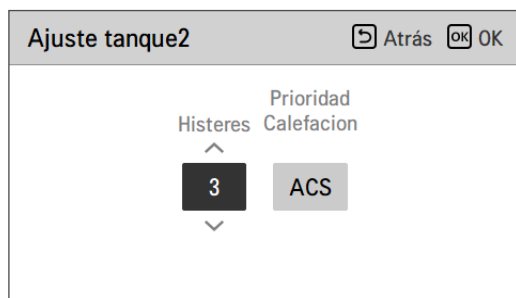 Ajuste tanque2 Atrás OK OK
Prioridad
Histeres Calefacion
3 ACS